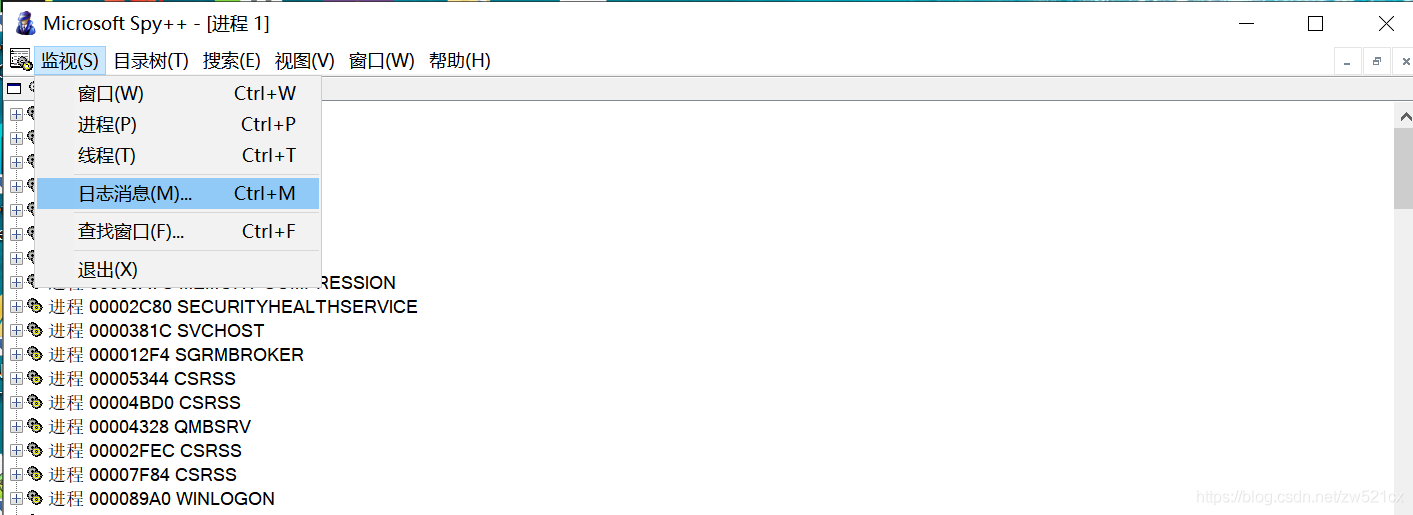 Microsoft Spy++ - [进程 1]
监视(S) 目录树(T) 搜索(E) 视图(V) 窗口(W) 帮助(H)
窗口(W) Ctrl+W
进程(P) Ctrl+P
线程(T) Ctrl+T
日志消息(M)... Ctrl+M
查找窗口(F)... Ctrl+F
退出(X)
进程 00002C80 SECURITYHEALTHSERVICE
进程 0000381C SVCHOST
进程 000012F4 SGRMBROKER
进程 00005344 CSRSS
进程 00004BD0 CSRSS
进程 00004328 QMBSRV
进程 00002FEC CSRSS
进程 00007F84 CSRSS
进程 000089A0 WINLOGON
https://blog.csdn.net/zw521cx